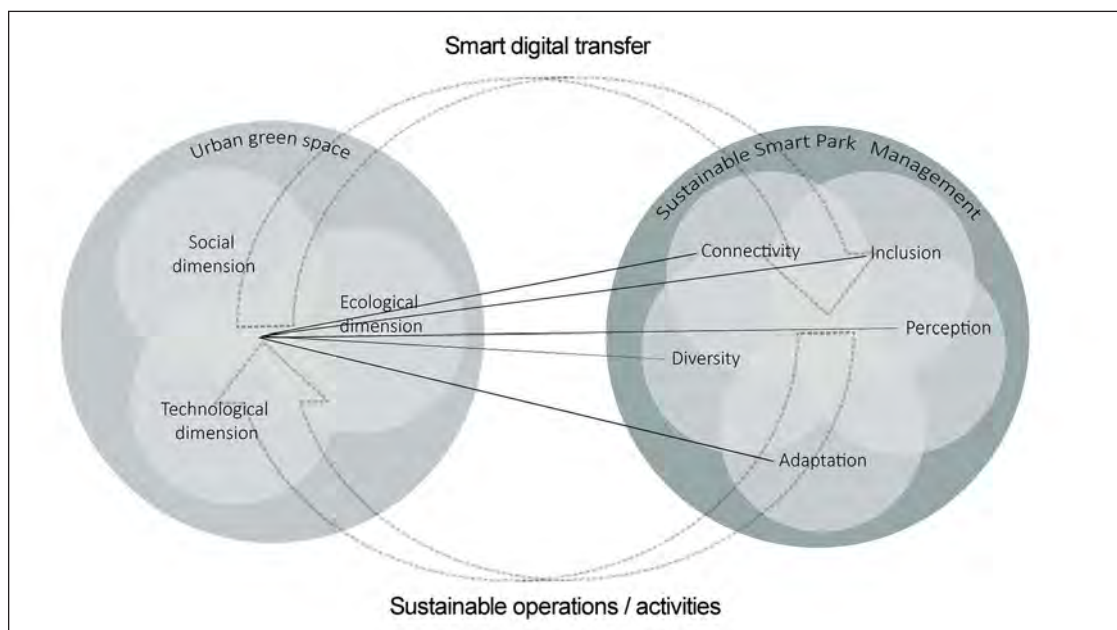 Smart digital transfer
Urban green space
Sustainable Smart Park Management
Social
dimension
Ecological
dimension
Technological
dimension
Connectivity
Inclusion
Perception
Diversity
Adaptation
Sustainable operations / activities